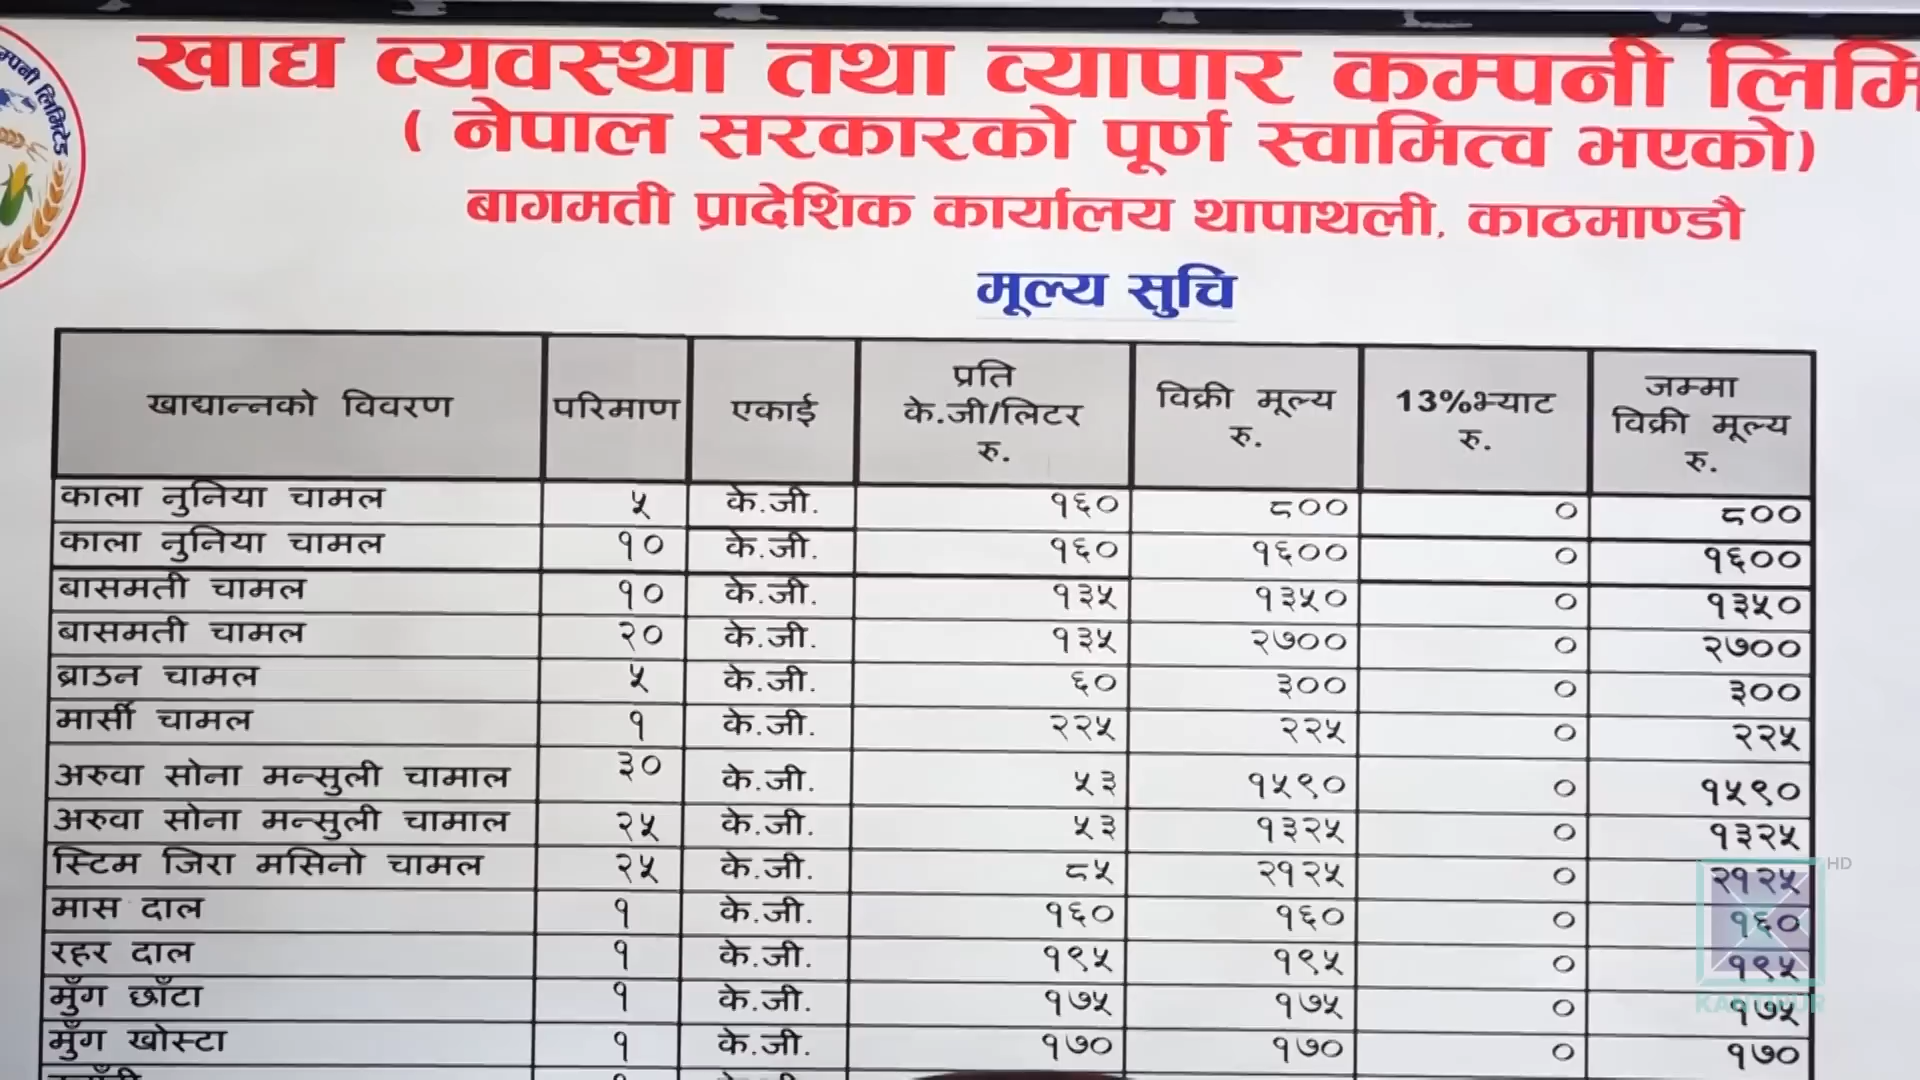 खाद्य व्यवस्था तथा व्यापार कम्पनी
( नेपाल सरकारको पूर्ण स्वामित्व भएको)
बागमती प्रादेशिक कार्यालय थापाथली, काठमाण्डौ
मूल्य सुचि
खाद्यान्नको विवरण परिमाण एकाई प्रति के.जी/लिटर रु. विक्री मूल्य रु. 13%भ्याट रु. जम्मा विक्री मूल्य रु.
काला नुनिया चामल ५ के.जी. १६० ८०० ० ८००
काला नुनिया चामल १० के.जी. १६० १६०० ० १६००
बासमती चामल १० के.जी. १३५ १३५० ० १३५०
बासमती चामल २० के.जी. १३५ २७०० ० २७००
ब्राउन चामल ५ के.जी. ६० ३०० ० ३००
मार्सी चामल १ के.जी. २२५ २२५ ० २२५
अरुवा सोना मन्सुली चामाल ३० के.जी. ५३ १५९० ० १५९०
अरुवा सोना मन्सुली चामाल २५ के.जी. ५३ १३२५ ० १३२५
स्टिम जिरा मसिनो चामल २५ के.जी. ८५ २१२५ ० २१२५
मास दाल १ के.जी. १६० १६० ० १६०
रहर दाल १ के.जी. १९५ १९५ ० १९५
मुँग छाँटा १ के.जी. १७५ १७५ ० १७५
मुँग खोस्टा १ के.जी. १७० १७० ० १७०
लिमिटेड
HD
KANTIPUR